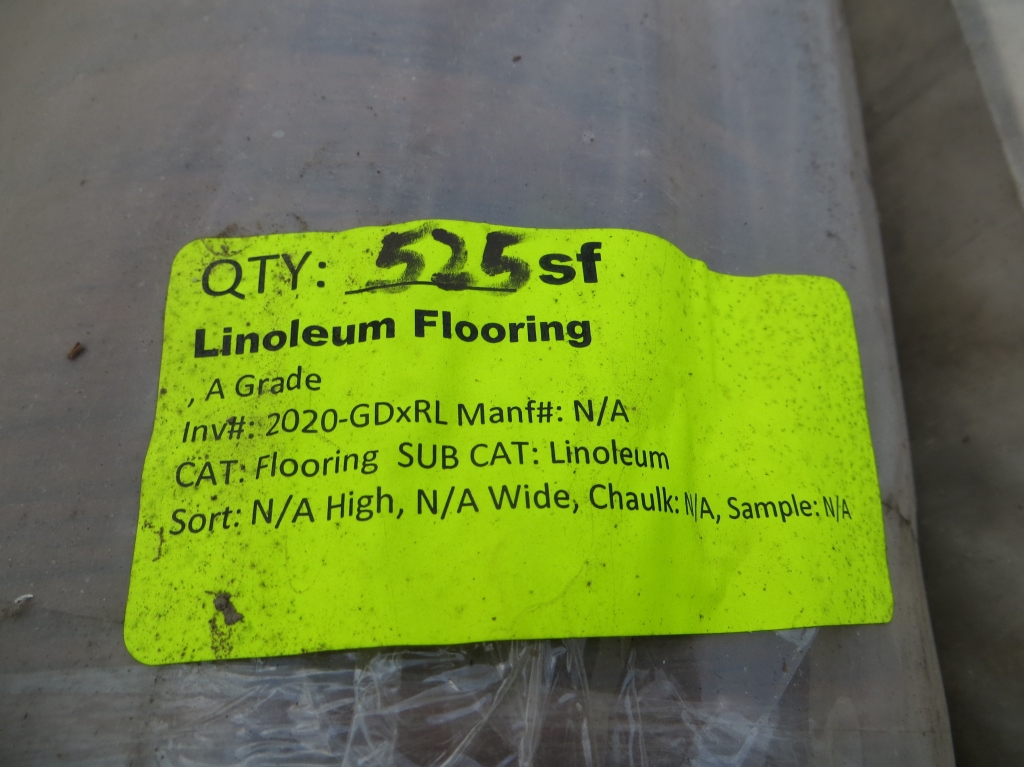 QTY: 525 sf
Linoleum Flooring
, A Grade
Inv#: 2020-GDxRL Manf#: N/A
CAT: Flooring SUB CAT: Linoleum
Sort: N/A High, N/A Wide, Chaulk: N/A, Sample: N/A